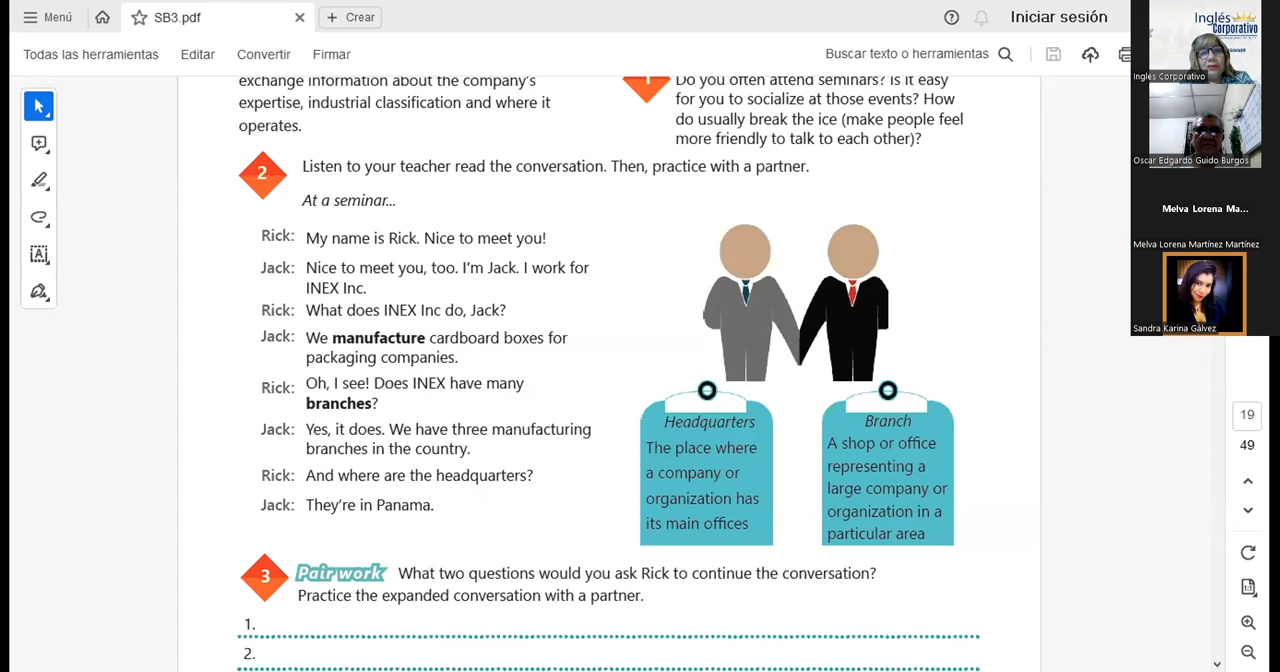 Menú
SB3.pdf
Crear
Iniciar sesión
Todas las herramientas
Editar
Convertir
Firmar
Buscar texto o herramientas
exchange information about the company's
expertise, industrial classification and where it
operates.
1
Do you often attend seminars? Is it easy
for you to socialize at those events? How
do usually break the ice (make people feel
more friendly to talk to each other)?
2
Listen to your teacher read the conversation. Then, practice with a partner.
At a seminar...
Rick: My name is Rick. Nice to meet you!
Jack: Nice to meet you, too. I'm Jack. I work for
INEX Inc.
Rick: What does INEX Inc do, Jack?
Jack: We manufacture cardboard boxes for
packaging companies.
Rick: Oh, I see! Does INEX have many
branches?
Jack: Yes, it does. We have three manufacturing
branches in the country.
Rick: And where are the headquarters?
Jack: They're in Panama.
Headquarters
The place where
a company or
organization has
its main offices
Branch
A shop or office
representing a
large company or
organization in a
particular area
3
Pair work What two questions would you ask Rick to continue the conversation?
Practice the expanded conversation with a partner.
1.
2.
Inglés
Corporativo
Ingles Corporativo
Oscar Edgardo Guido Burgos
Melva Lorena Ma...
Melva Lorena Martínez Martínez
Sandra Karina Gálvez
19
49